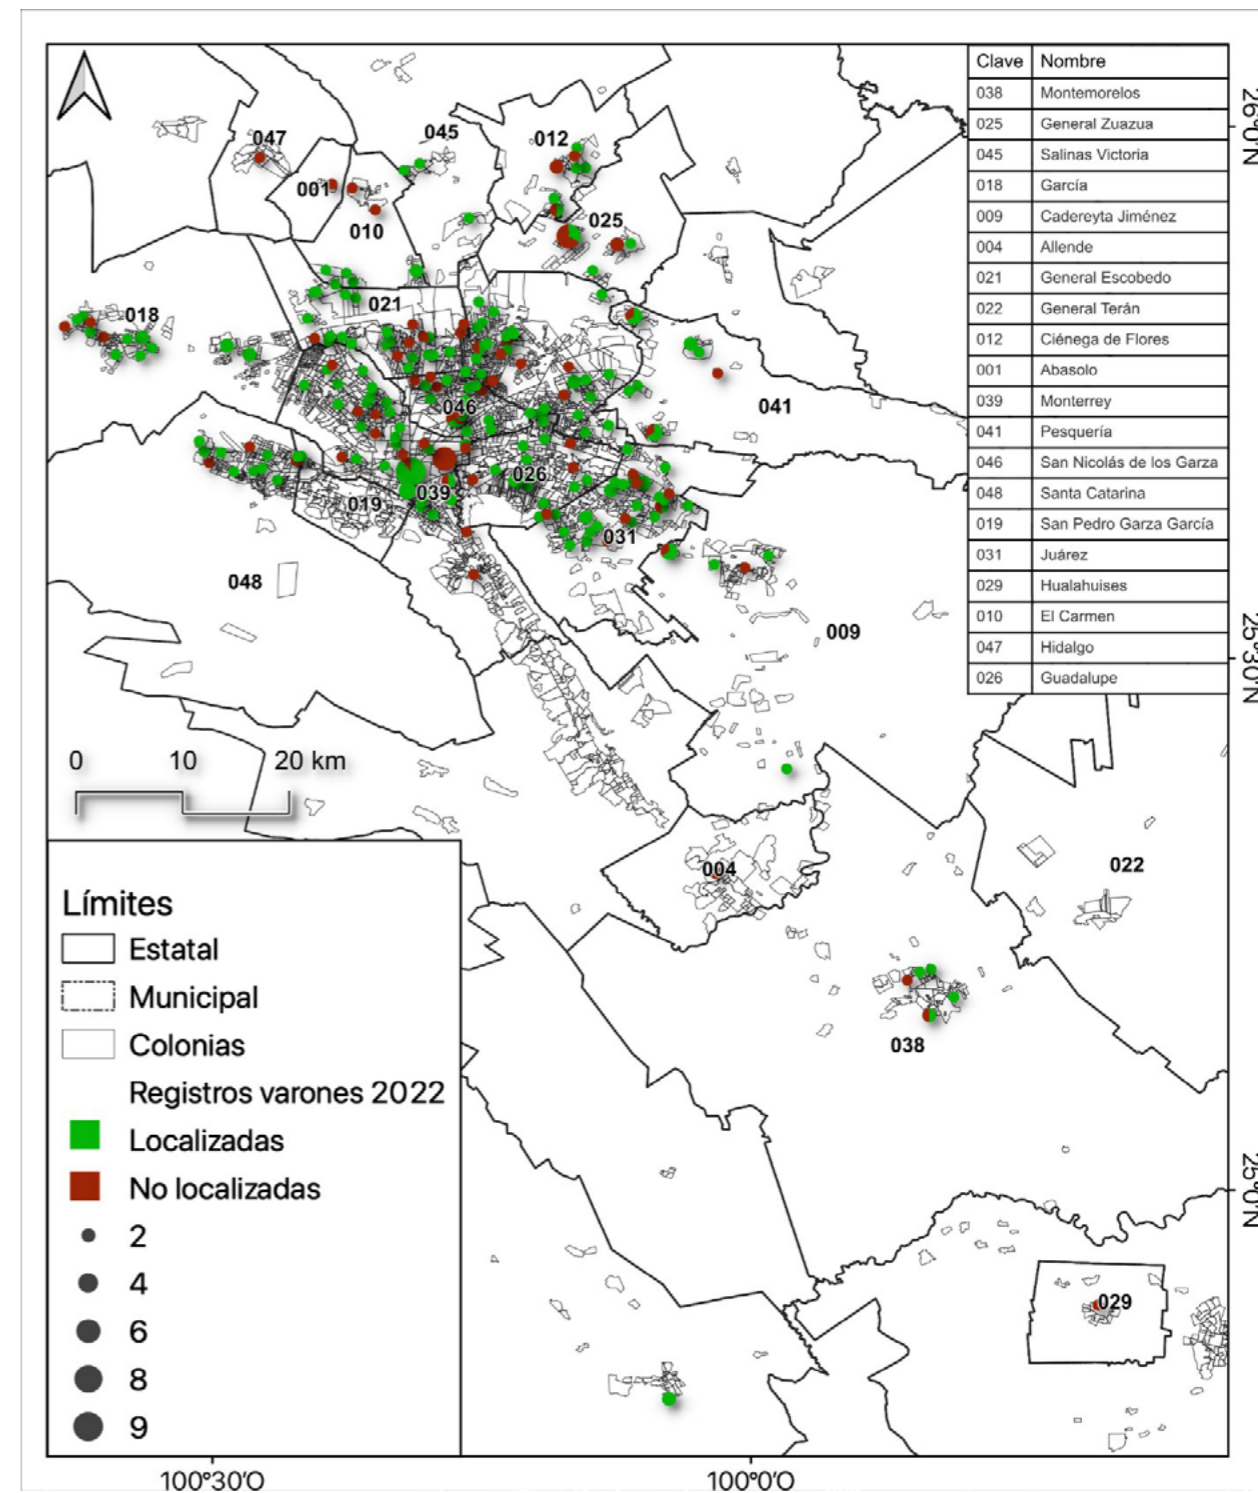 Clave Nombre
038 Montemorelos
025 General Zuazua
045 Salinas Victoria
018 García
009 Cadereyta Jiménez
004 Allende
021 General Escobedo
022 General Terán
012 Ciénega de Flores
001 Abasolo
039 Monterrey
041 Pesquería
046 San Nicolás de los Garza
048 Santa Catarina
019 San Pedro Garza García
031 Juárez
029 Hualahuises
010 El Carmen
047 Hidalgo
026 Guadalupe
26°0'N
25°30'N
25°0'N
047
045
012
001
010
025
021
018
046
041
026
039
019
031
048
009
004
022
038
029
0 10 20 km
Límites
Estatal
Municipal
Colonias
Registros varones 2022
Localizadas
No localizadas
2
4
6
8
9
100°30'O
100°0'O